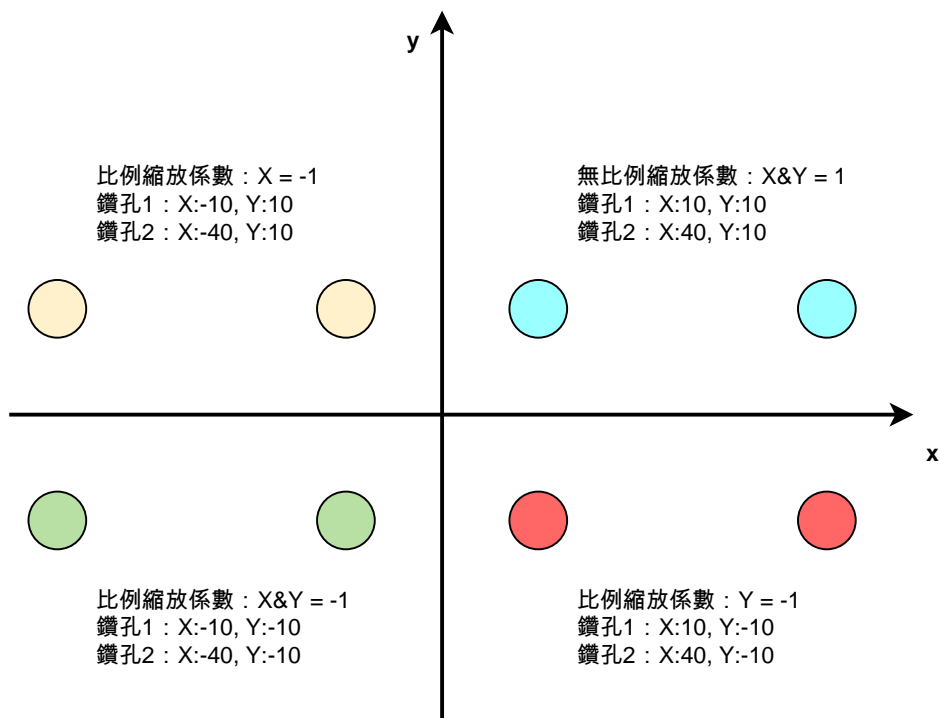 y
比例縮放係數：X = -1
鑽孔1：X:-10, Y:10
鑽孔2：X:-40, Y:10
無比例縮放係數：X&Y = 1
鑽孔1：X:10, Y:10
鑽孔2：X:40, Y:10
x
比例縮放係數：X&Y = -1
鑽孔1：X:-10, Y:-10
鑽孔2：X:-40, Y:-10
比例縮放係數：Y = -1
鑽孔1：X:10, Y:-10
鑽孔2：X:40, Y:-10